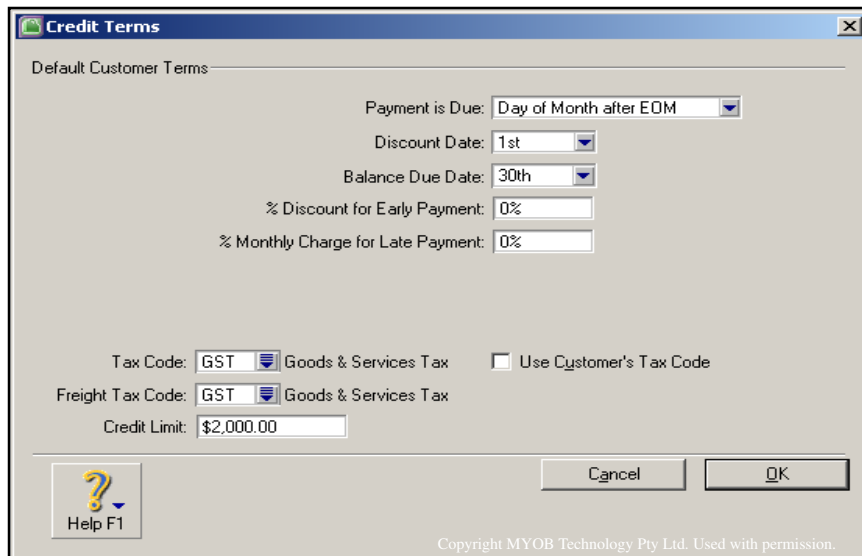 Credit Terms
Default Customer Terms
Payment is Due: Day of Month after EOM
Discount Date: 1st
Balance Due Date: 30th
% Discount for Early Payment: 0%
% Monthly Charge for Late Payment: 0%
Tax Code: GST Goods & Services Tax Use Customer's Tax Code
Freight Tax Code: GST Goods & Services Tax
Credit Limit: $2,000.00
Cancel OK
Help F1
Copyright MYOB Technology Pty Ltd. Used with permission.